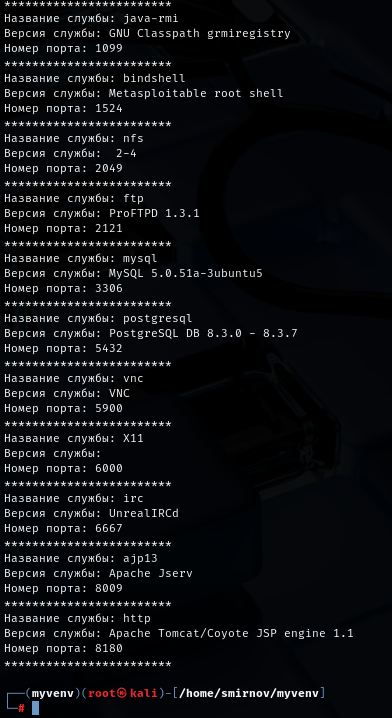 ************************
Название службы: java-rmi
Версия службы: GNU Classpath grmiregistry
Номер порта: 1099
************************
Название службы: bindshell
Версия службы: Metasploitable root shell
Номер порта: 1524
************************
Название службы: nfs
Версия службы:  2-4
Номер порта: 2049
************************
Название службы: ftp
Версия службы: ProFTPD 1.3.1
Номер порта: 2121
************************
Название службы: mysql
Версия службы: MySQL 5.0.51a-3ubuntu5
Номер порта: 3306
************************
Название службы: postgresql
Версия службы: PostgreSQL DB 8.3.0 - 8.3.7
Номер порта: 5432
************************
Название службы: vnc
Версия службы: VNC
Номер порта: 5900
************************
Название службы: X11
Версия службы:
Номер порта: 6000
************************
Название службы: irc
Версия службы: UnrealIRCd
Номер порта: 6667
************************
Название службы: ajp13
Версия службы: Apache Jserv
Номер порта: 8009
************************
Название службы: http
Версия службы: Apache Tomcat/Coyote JSP engine 1.1
Номер порта: 8180
************************
┌──(myvenv)(root㉿kali)-[/home/smirnov/myvenv]
└─#